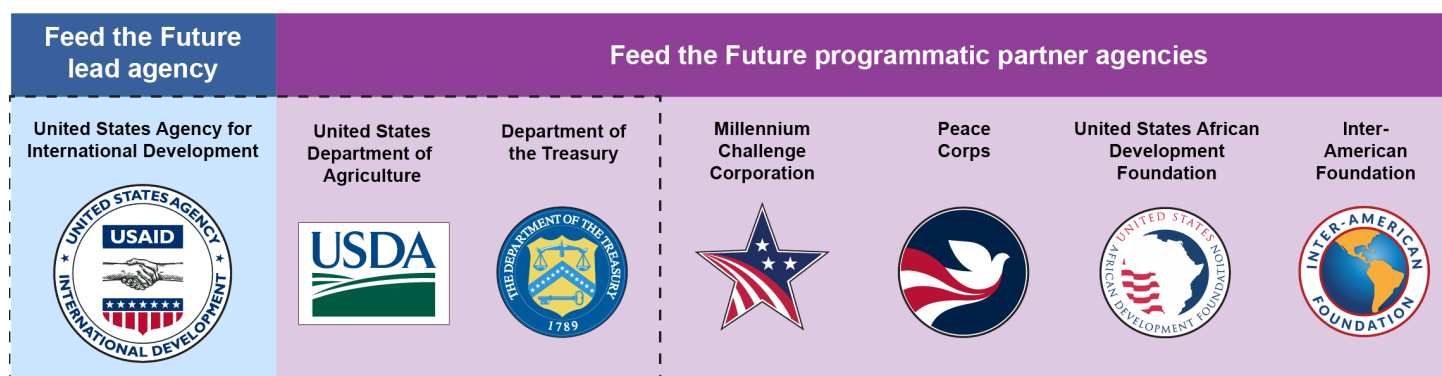 Feed the Future
lead agency
Feed the Future programmatic partner agencies
United States Agency for
International Development
United States
Department of
Agriculture
Department of
the Treasury
Millennium
Challenge
Corporation
Peace
Corps
United States African
Development
Foundation
Inter-
American
Foundation
UNITED STATES AGENCY
USAID
INTERNATIONAL DEVELOPMENT
USDA
THE DEPARTMENT OF THE TREASURY
1789
UNITED STATES
AFRICAN DEVELOPMENT FOUNDATION
INTER-AMERICAN
FOUNDATION